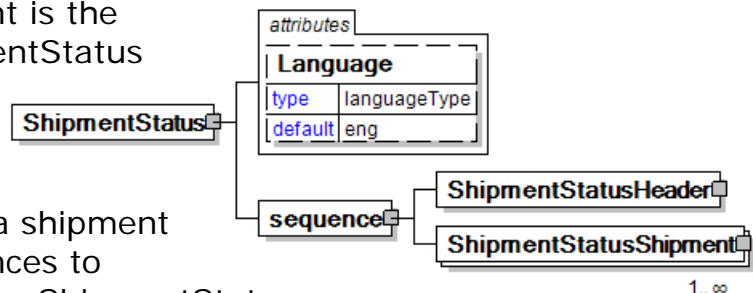 nt is the
entStatus
attributes
Language
type languageType
default eng
ShipmentStatus
a shipment
nces to
sequence
ShipmentStatusHeader
ShipmentStatusShipment
1..∞